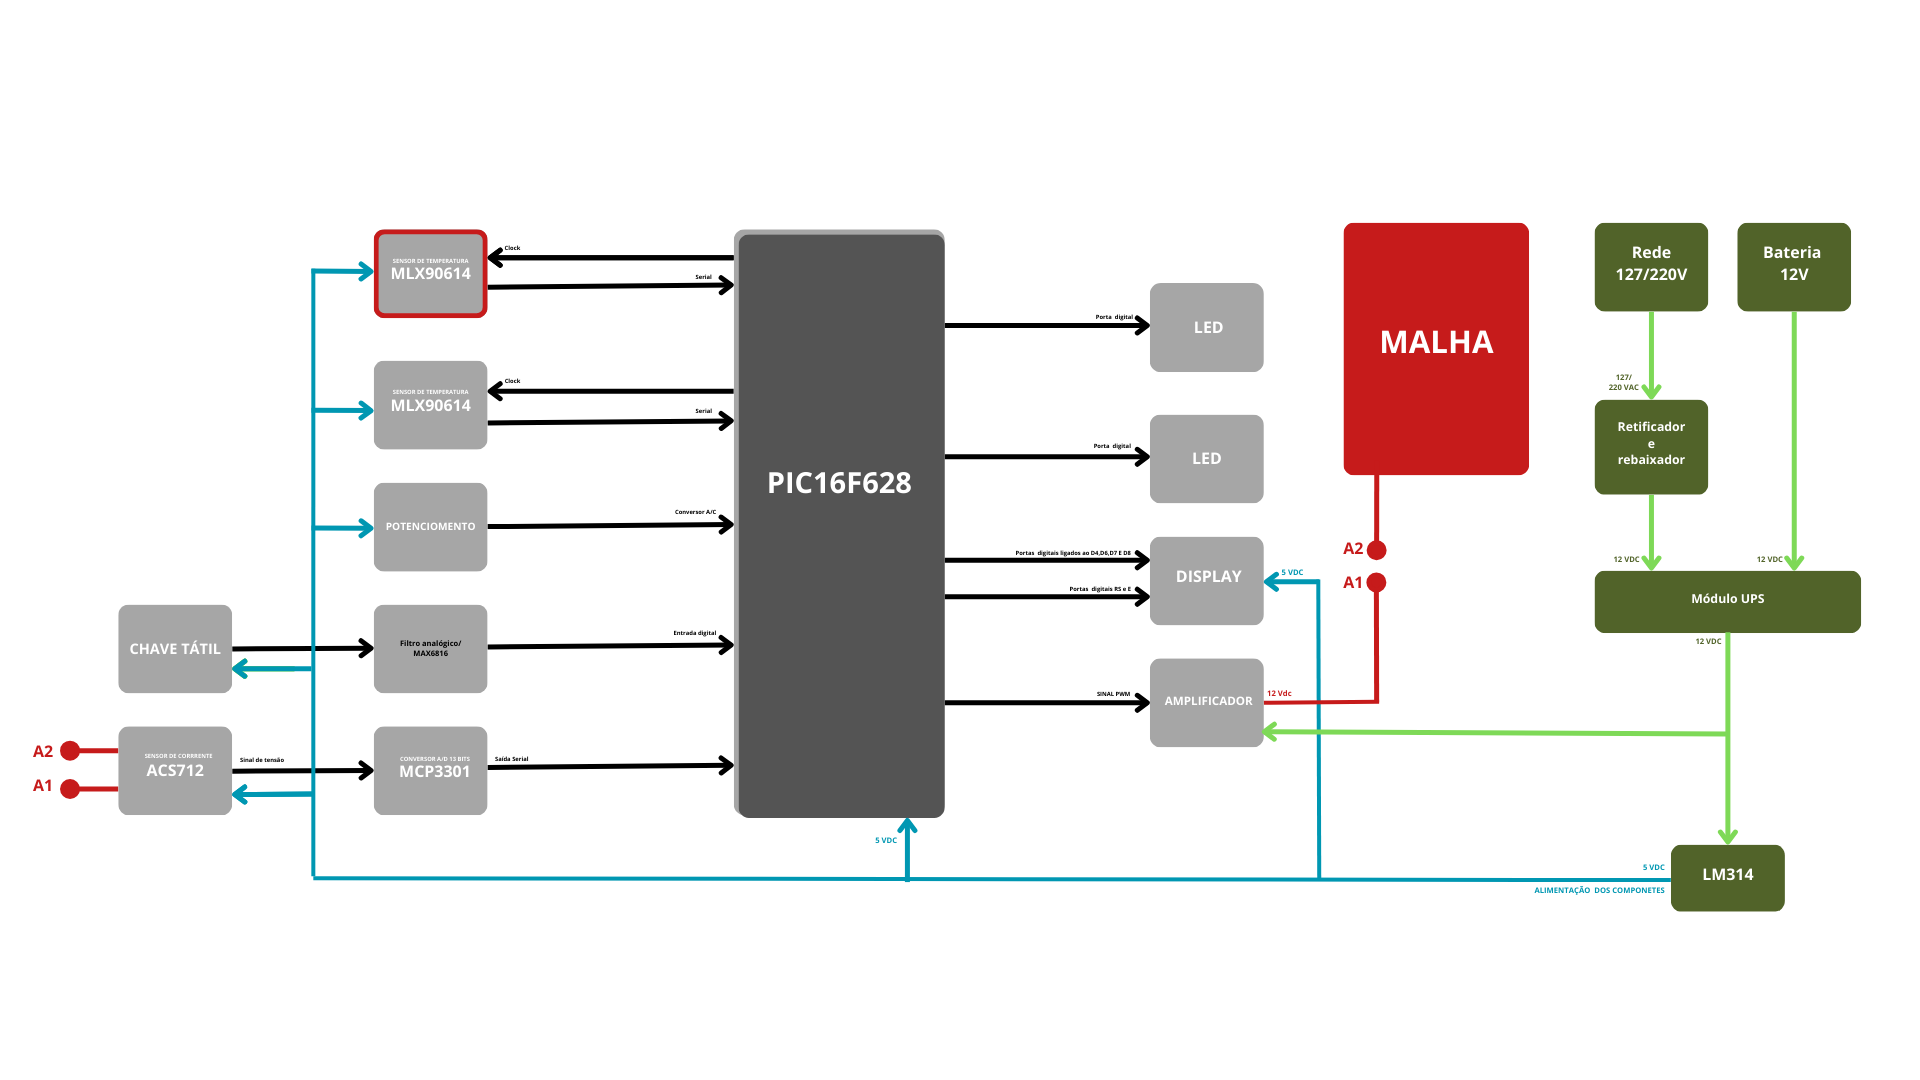 SENSOR DE TEMPERATURA
MLX90614
Clock
Serial
SENSOR DE TEMPERATURA
MLX90614
Clock
Serial
POTENCIOMENTO
Conversor A/C
CHAVE TÁTIL
Filtro analógico/
MAX6816
Entrada digital
A2
A1
SENSOR DE CORRRENTE
ACS712
Sinal de tensão
CONVERSOR A/D 13 BITS
MCP3301
Saída Serial
PIC16F628
5 VDC
Porta digital
LED
Porta digital
LED
Portas digitais ligados ao D4,D6,D7 E D8
Portas digitais RS e E
DISPLAY
5 VDC
SINAL PWM
AMPLIFICADOR
12 Vdc
MALHA
A2
A1
Rede
127/220V
Bateria
12V
127/
220 VAC
Retificador
e
rebaixador
12 VDC
12 VDC
Módulo UPS
12 VDC
5 VDC
ALIMENTAÇÃO DOS COMPONETES
LM314